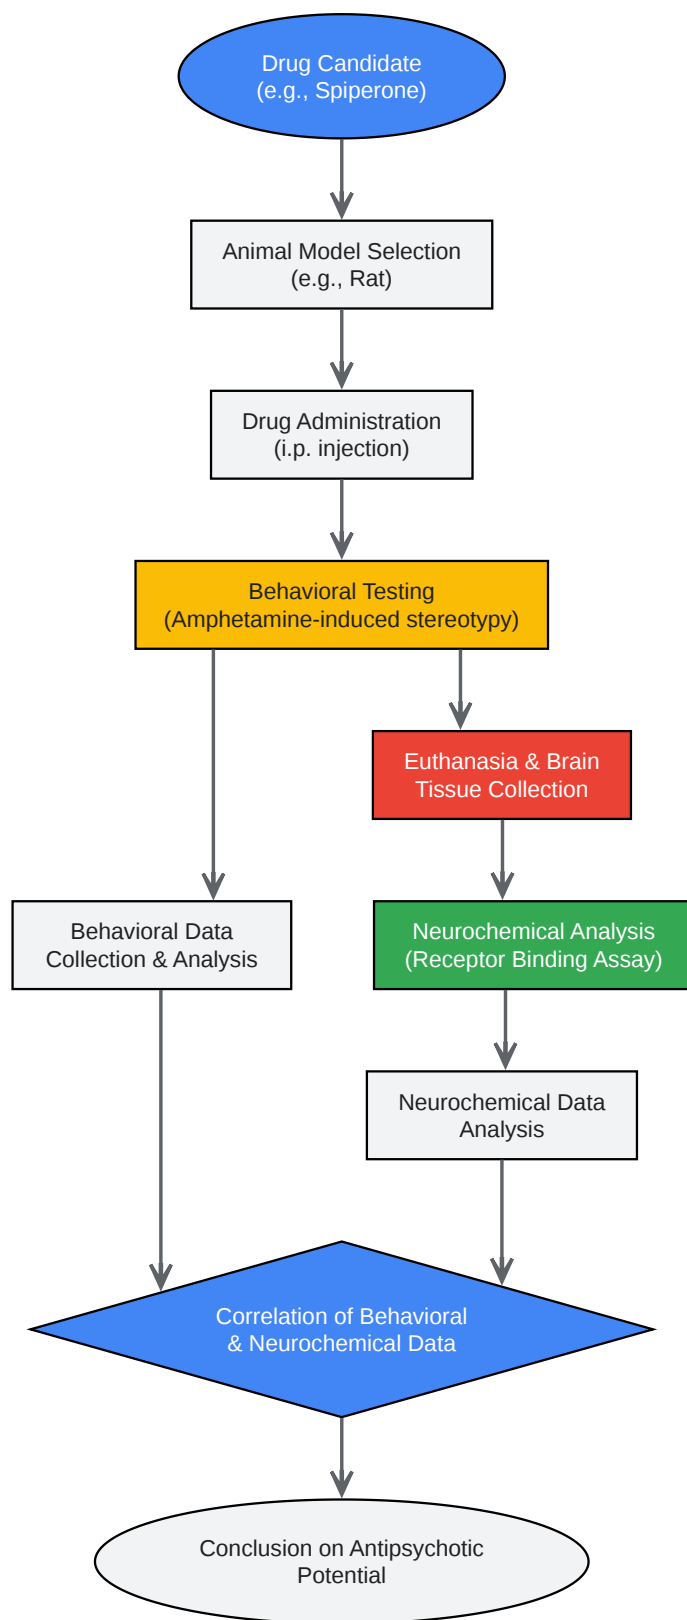 Drug Candidate
(e.g., Spiperone)
Animal Model Selection
(e.g., Rat)
Drug Administration
(i.p. injection)
Behavioral Testing
(Amphetamine-induced stereotypy)
Euthanasia & Brain
Tissue Collection
Behavioral Data
Collection & Analysis
Neurochemical Analysis
(Receptor Binding Assay)
Neurochemical Data
Analysis
Correlation of Behavioral
& Neurochemical Data
Conclusion on Antipsychotic
Potential